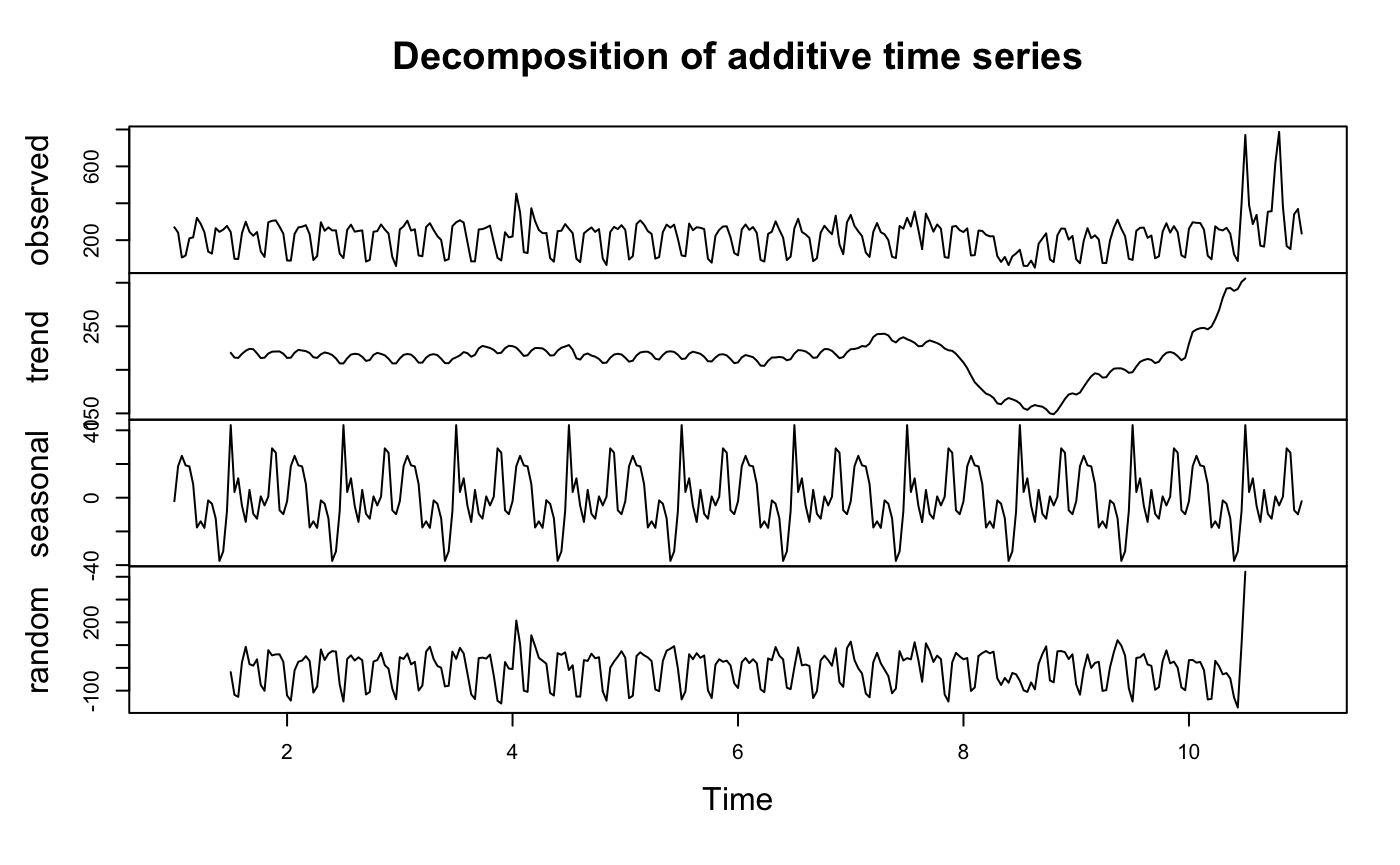 Decomposition of additive time series
observed
200 600
trend
150 250
seasonal
-40 0 40
random
-100 200
2 4 6 8 10
Time